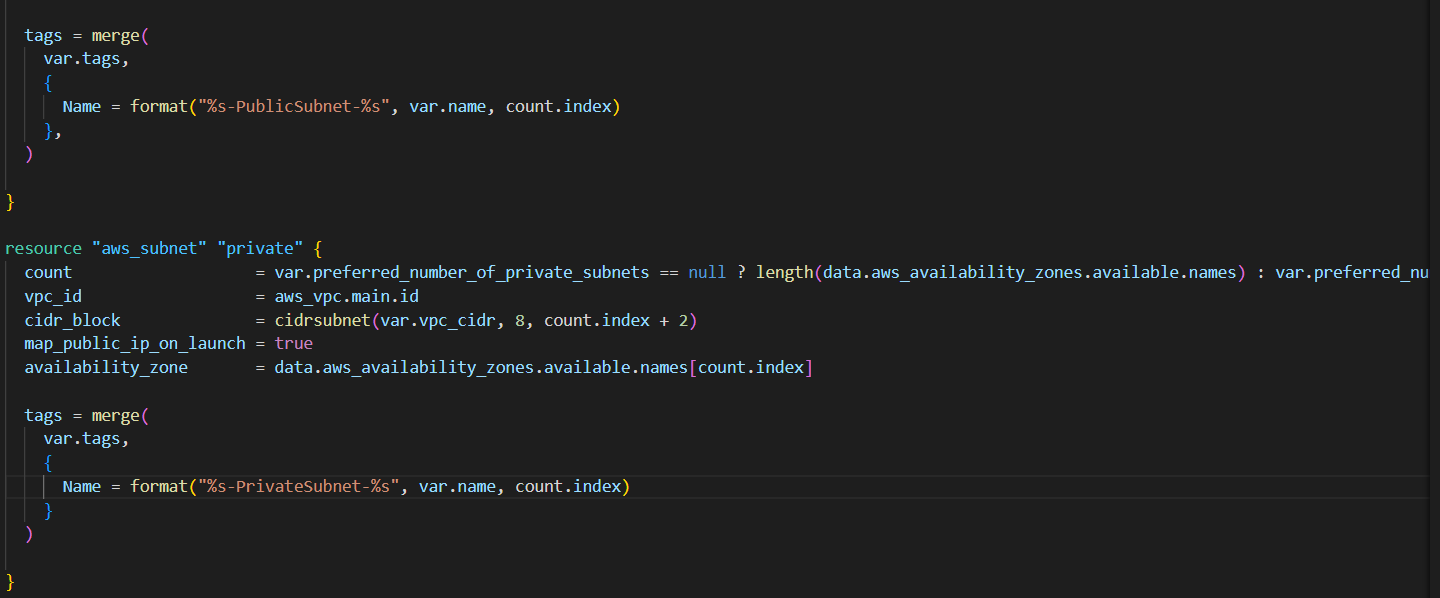 tags = merge(
var.tags,
{
Name = format("%s-PublicSubnet-%s", var.name, count.index)
},
)
}
resource "aws_subnet" "private" {
count = var.preferred_number_of_private_subnets == null ? length(data.aws_availability_zones.available.names) : var.preferred_nu
vpc_id = aws_vpc.main.id
cidr_block = cidrsubnet(var.vpc_cidr, 8, count.index + 2)
map_public_ip_on_launch = true
availability_zone = data.aws_availability_zones.available.names[count.index]
tags = merge(
var.tags,
{
Name = format("%s-PrivateSubnet-%s", var.name, count.index)
}
)
}